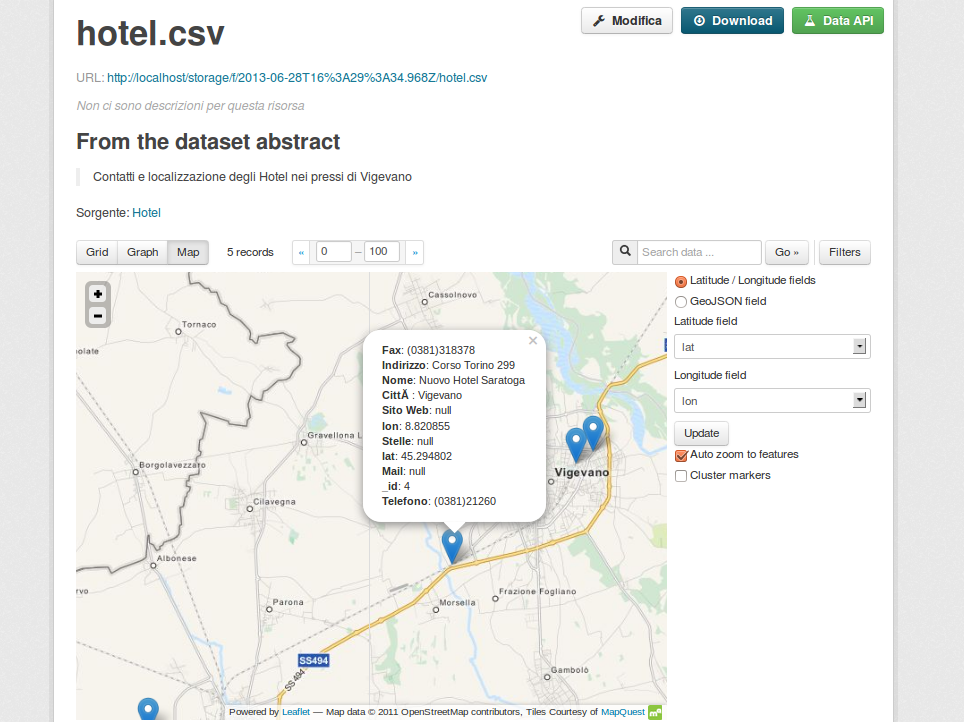 hotel.csv
Modifica
Download
Data API
URL: http://localhost/storage/f/2013-06-28T16%3A29%3A34.968Z/hotel.csv
Non ci sono descrizioni per questa risorsa
From the dataset abstract
Contatti e localizzazione degli Hotel nei pressi di Vigevano
Sorgente: Hotel
Grid Graph Map 5 records « 0 – 100 »
Search data ... Go » Filters
+
−
Cassolnovo
Tornaco
olate
Gravellona L
Borgolavezzaro
Cilavegna
Vigevano
Albonese
rvo
Parona
Morsella
Frazione Fogliano
SS494
SS 494
Gambolò
×
Fax: (0381)318378
Indirizzo: Corso Torino 299
Nome: Nuovo Hotel Saratoga
CittÃ : Vigevano
Sito Web: null
lon: 8.820855
Stelle: null
lat: 45.294802
Mail: null
_id: 4
Telefono: (0381)21260
Powered by Leaflet — Map data © 2011 OpenStreetMap contributors, Tiles Courtesy of MapQuest
Latitude / Longitude fields
GeoJSON field
Latitude field
lat
Longitude field
lon
Update
Auto zoom to features
Cluster markers